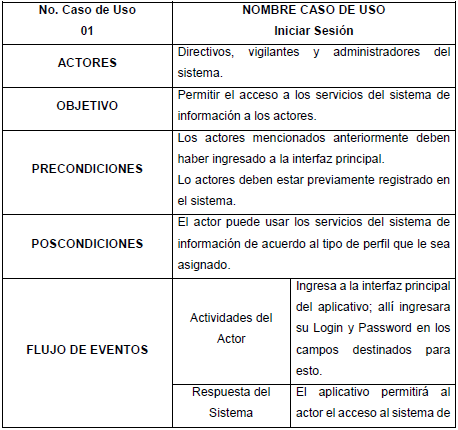 No. Caso de Uso
01
NOMBRE CASO DE USO
Iniciar Sesión
ACTORES
Directivos, vigilantes y administradores del
sistema.
OBJETIVO
Permitir el acceso a los servicios del sistema de
información a los actores.
PRECONDICIONES
Los actores mencionados anteriormente deben
haber ingresado a la interfaz principal.
Lo actores deben estar previamente registrado en
el sistema.
POSCONDICIONES
El actor puede usar los servicios del sistema de
información de acuerdo al tipo de perfil que le sea
asignado.
FLUJO DE EVENTOS
Actividades del
Actor
Ingresa a la interfaz principal
del aplicativo; allí ingresara
su Login y Password en los
campos destinados para
esto.
Respuesta del
Sistema
El aplicativo permitirá al
actor el acceso al sistema de